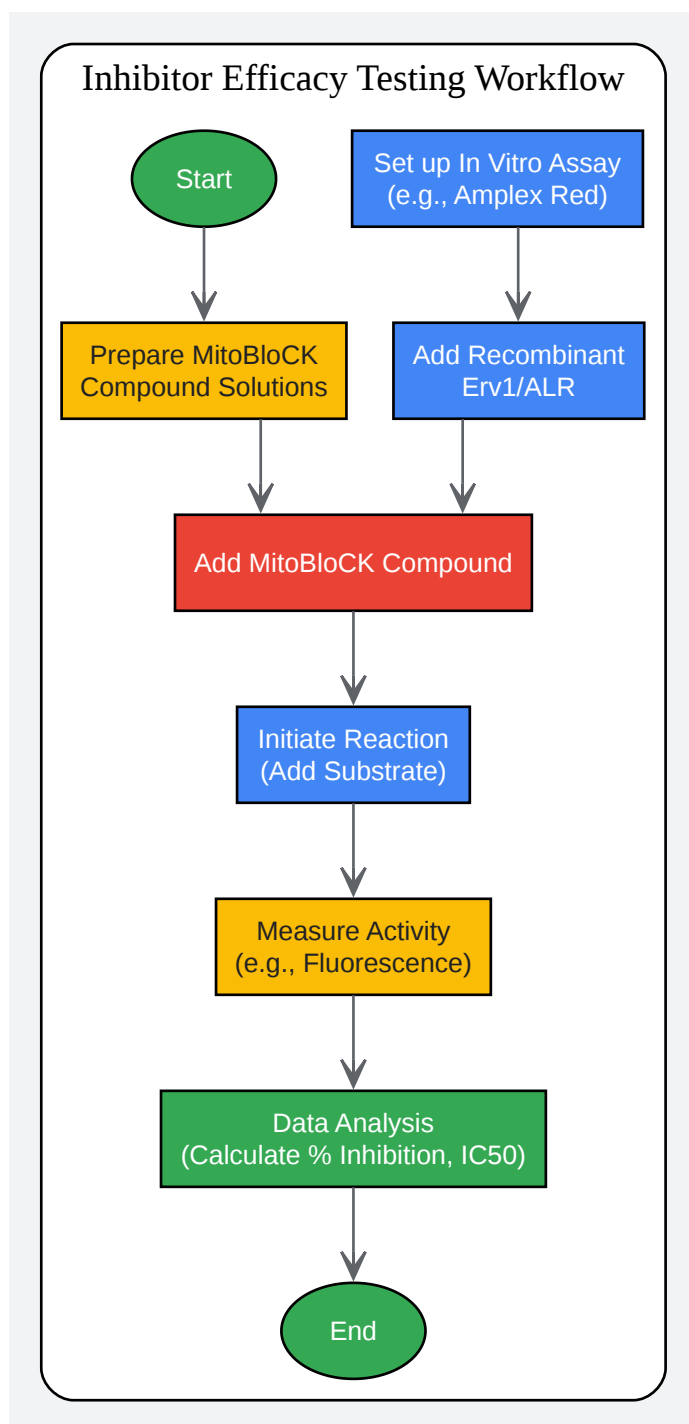 Inhibitor Efficacy Testing Workflow
Start
Set up In Vitro Assay
(e.g., Amplex Red)
Prepare MitoBloCK
Compound Solutions
Add Recombinant
Erv1/ALR
Add MitoBloCK Compound
Initiate Reaction
(Add Substrate)
Measure Activity
(e.g., Fluorescence)
Data Analysis
(Calculate % Inhibition, IC50)
End